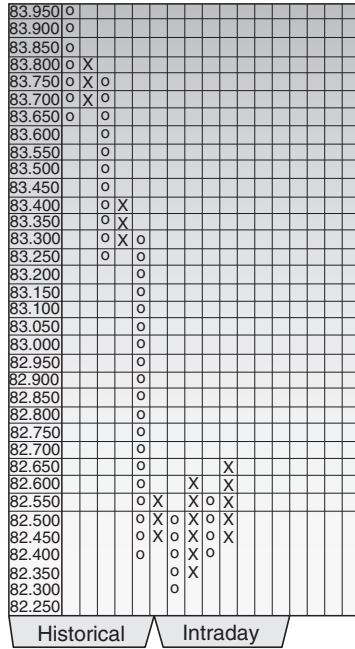 83.950 o
83.900 o
83.850 o
83.800 o X
83.750 o X o
83.700 o X o
83.650 o o
83.600 o
83.550 o
83.500 o
83.450 o
83.400 o X
83.350 o X
83.300 o X o
83.250 o o
83.200 o
83.150 o
83.100 o
83.050 o
83.000 o
82.950 o
82.900 o
82.850 o
82.800 o
82.750 o
82.700 o
82.650 o X
82.600 o X X
82.550 o X X o X
82.500 o X o X o X
82.450 o X o X o X
82.400 o o X o
82.350 o X
82.300 o
82.250
Historical Intraday